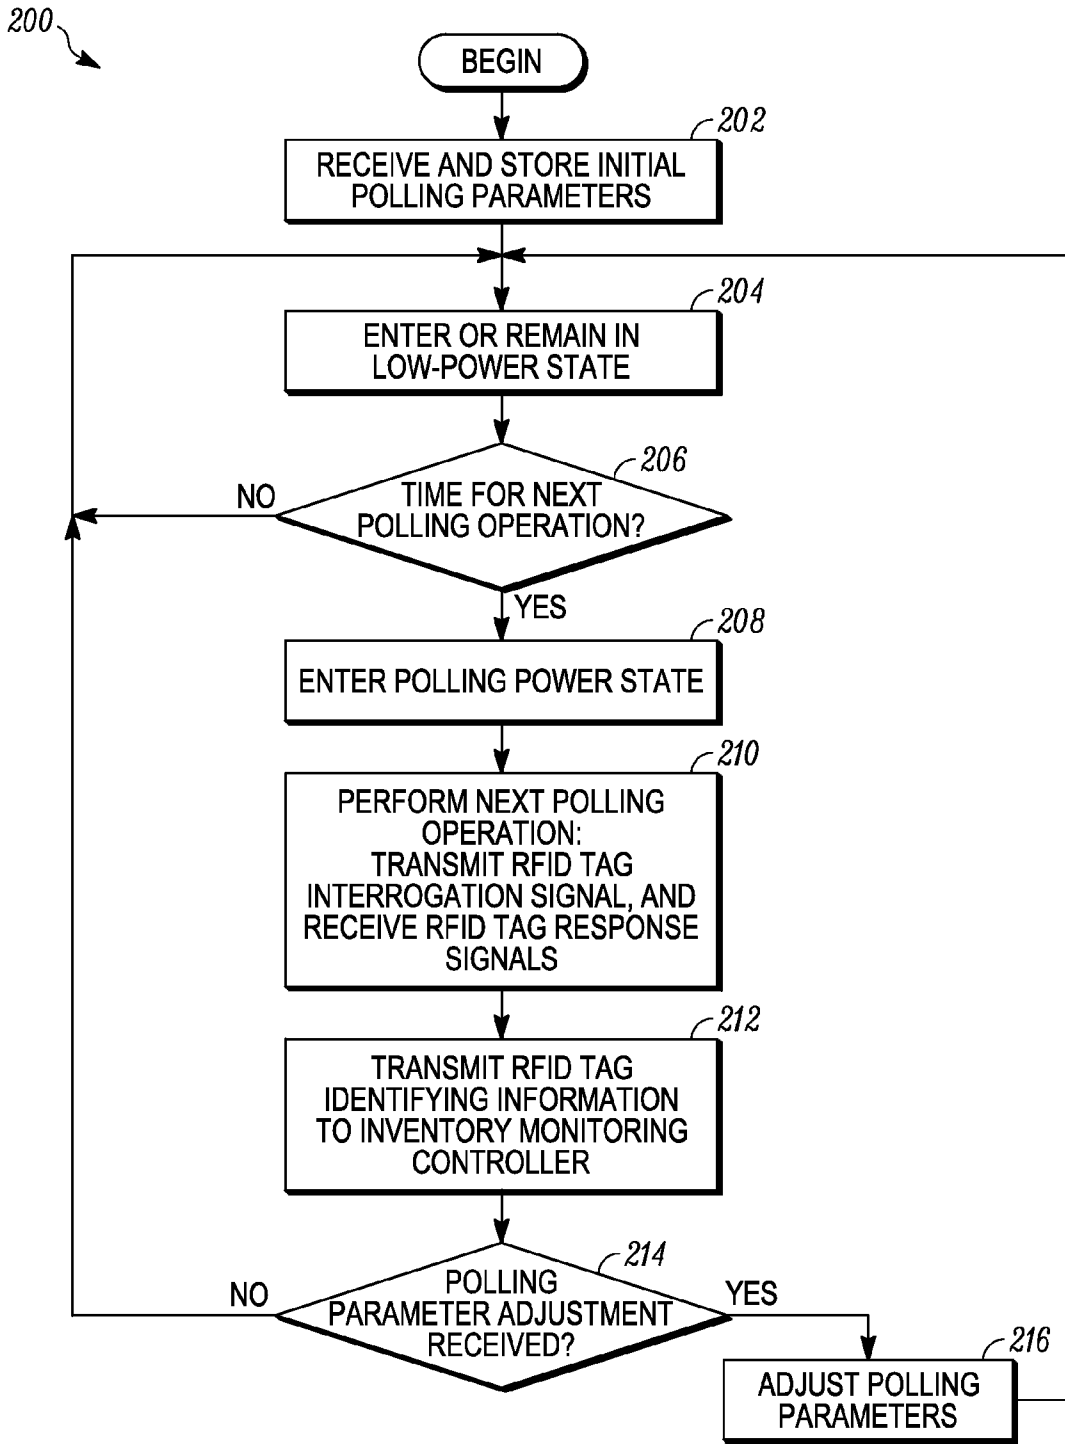 200
BEGIN
202
RECEIVE AND STORE INITIAL
POLLING PARAMETERS
204
ENTER OR REMAIN IN
LOW-POWER STATE
206
NO
TIME FOR NEXT
POLLING OPERATION?
YES
208
ENTER POLLING POWER STATE
210
PERFORM NEXT POLLING
OPERATION:
TRANSMIT RFID TAG
INTERROGATION SIGNAL, AND
RECEIVE RFID TAG RESPONSE
SIGNALS
212
TRANSMIT RFID TAG
IDENTIFYING INFORMATION
TO INVENTORY MONITORING
CONTROLLER
214
NO
POLLING
PARAMETER ADJUSTMENT
RECEIVED?
YES
216
ADJUST POLLING
PARAMETERS